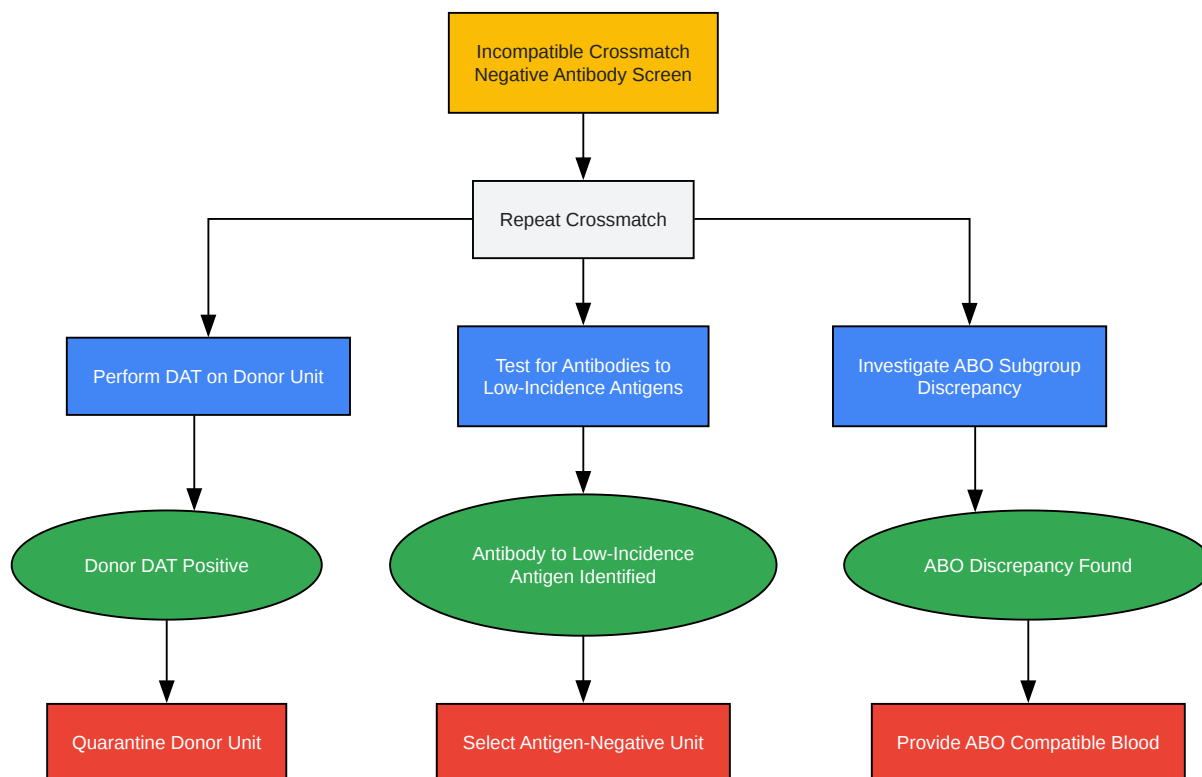 Incompatible Crossmatch
Negative Antibody Screen
Repeat Crossmatch
Perform DAT on Donor Unit
Test for Antibodies to
Low-Incidence Antigens
Investigate ABO Subgroup
Discrepancy
Donor DAT Positive
Antibody to Low-Incidence
Antigen Identified
ABO Discrepancy Found
Quarantine Donor Unit
Select Antigen-Negative Unit
Provide ABO Compatible Blood